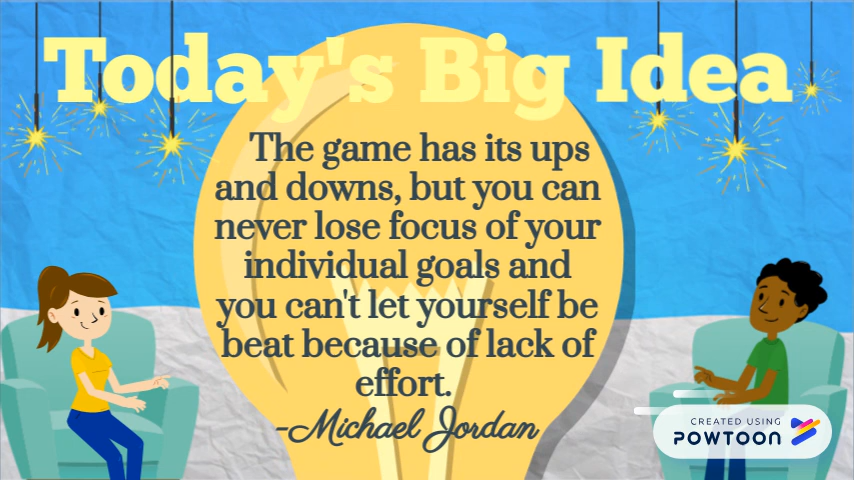 Today's Big Idea
The game has its ups
and downs, but you can
never lose focus of your
individual goals and
you can't let yourself be
beat because of lack of
effort.
-Michael Jordan
CREATED USING
POWTOON